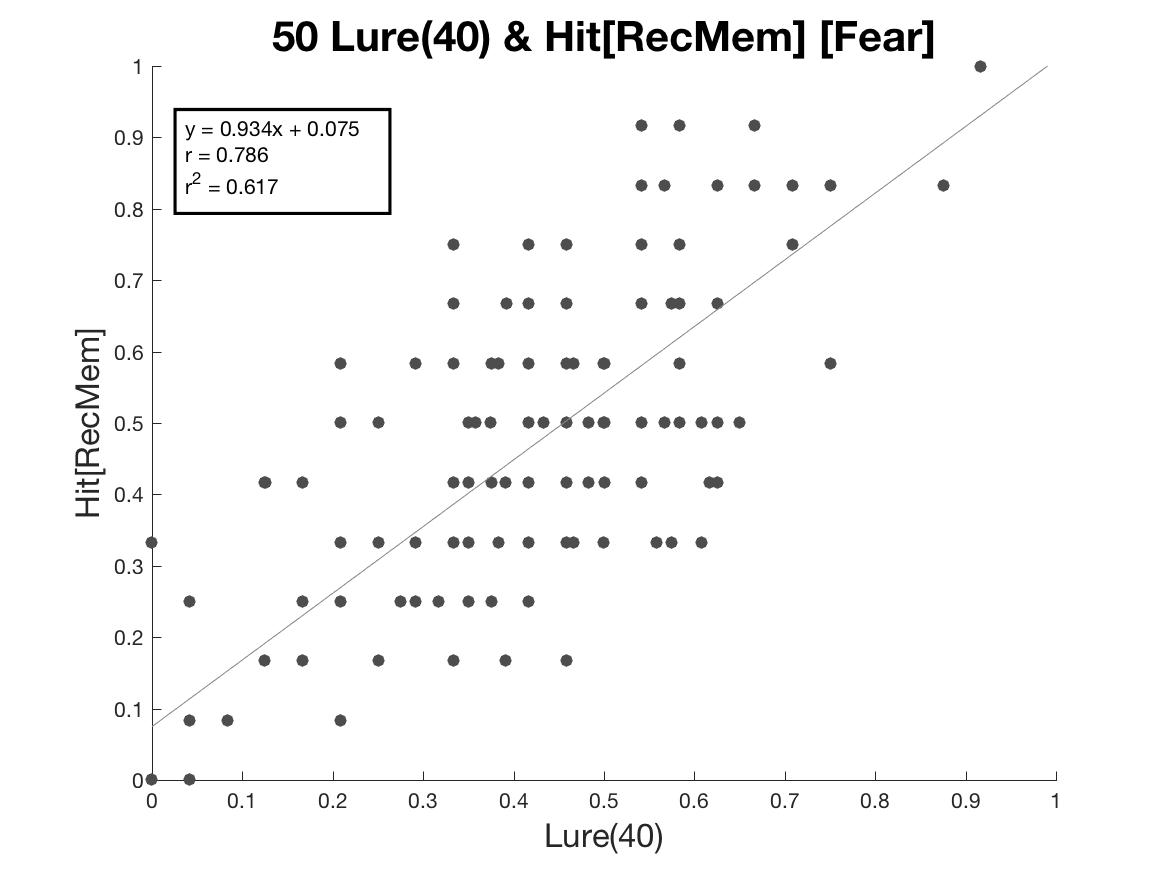 50 Lure(40) & Hit[RecMem] [Fear]
y = 0.934x + 0.075
r = 0.786
r² = 0.617
Hit[RecMem]
1
0.9
0.8
0.7
0.6
0.5
0.4
0.3
0.2
0.1
0
0 0.1 0.2 0.3 0.4 0.5 0.6 0.7 0.8 0.9 1
Lure(40)